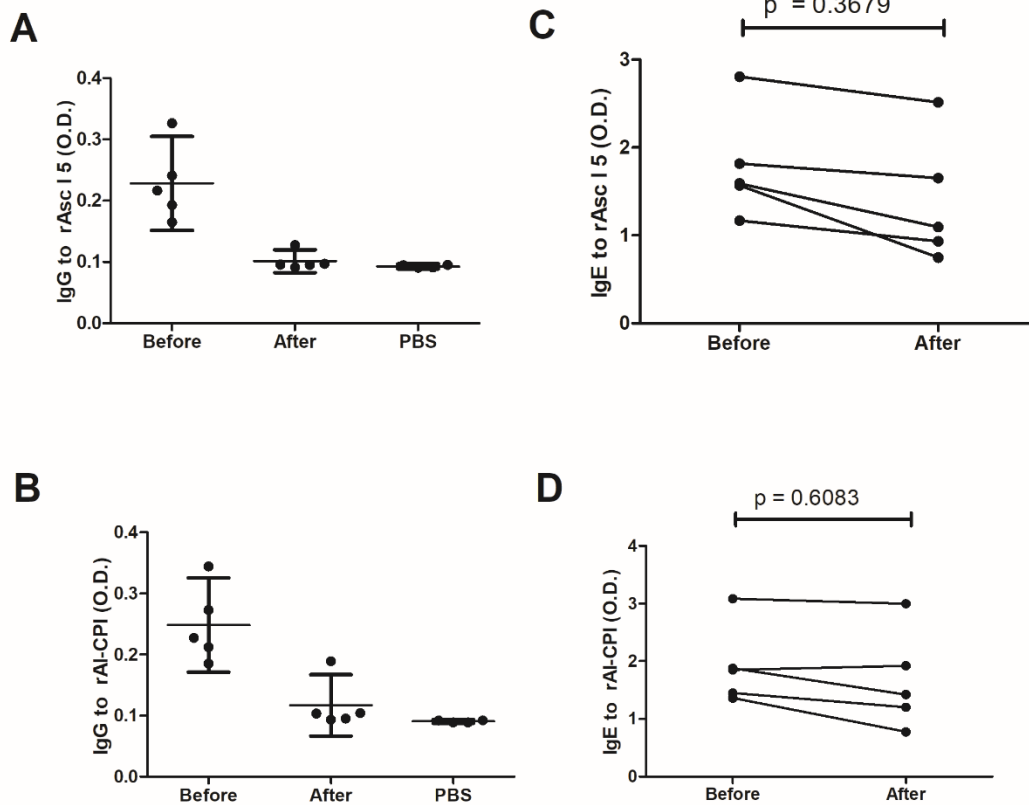 A
IgG to rAsc l 5 (O.D.)
0.4
0.3
0.2
0.1
0.0
Before After PBS
C
p = 0.3679
IgE to rAsc l 5 (O.D.)
3
2
1
0
Before After
B
IgG to rAl-CPI (O.D.)
0.4
0.3
0.2
0.1
0.0
Before After PBS
D
p = 0.6083
IgE to rAl-CPI (O.D.)
4
3
2
1
0
Before After